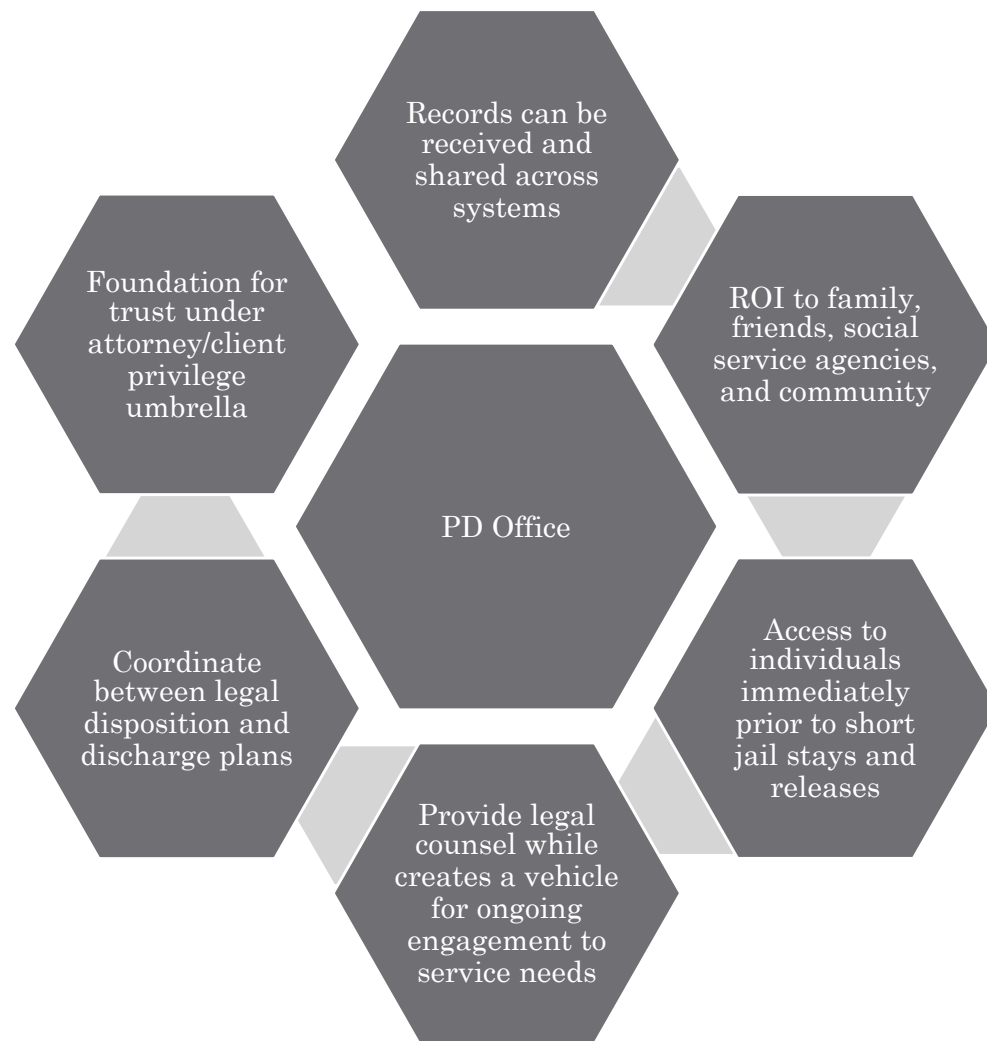 Records can be
received and
shared across
systems
ROI to family,
friends, social
service agencies,
and community
Access to
individuals
immediately
prior to short
jail stays and
releases
Provide legal
counsel while
creates a vehicle
for ongoing
engagement to
service needs
Coordinate
between legal
disposition and
discharge plans
Foundation for
trust under
attorney/client
privilege
umbrella
PD Office